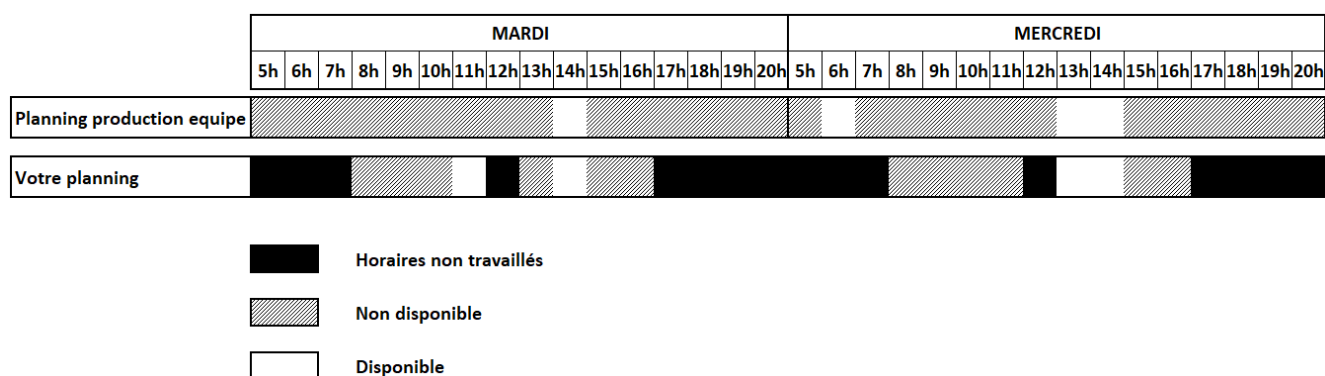 MARDI MERCREDI
5h 6h 7h 8h 9h 10h 11h 12h 13h 14h 15h 16h 17h 18h 19h 20h 5h 6h 7h 8h 9h 10h 11h 12h 13h 14h 15h 16h 17h 18h 19h 20h
Planning production equipe
Votre planning
Horaires non travaillés
Non disponible
Disponible